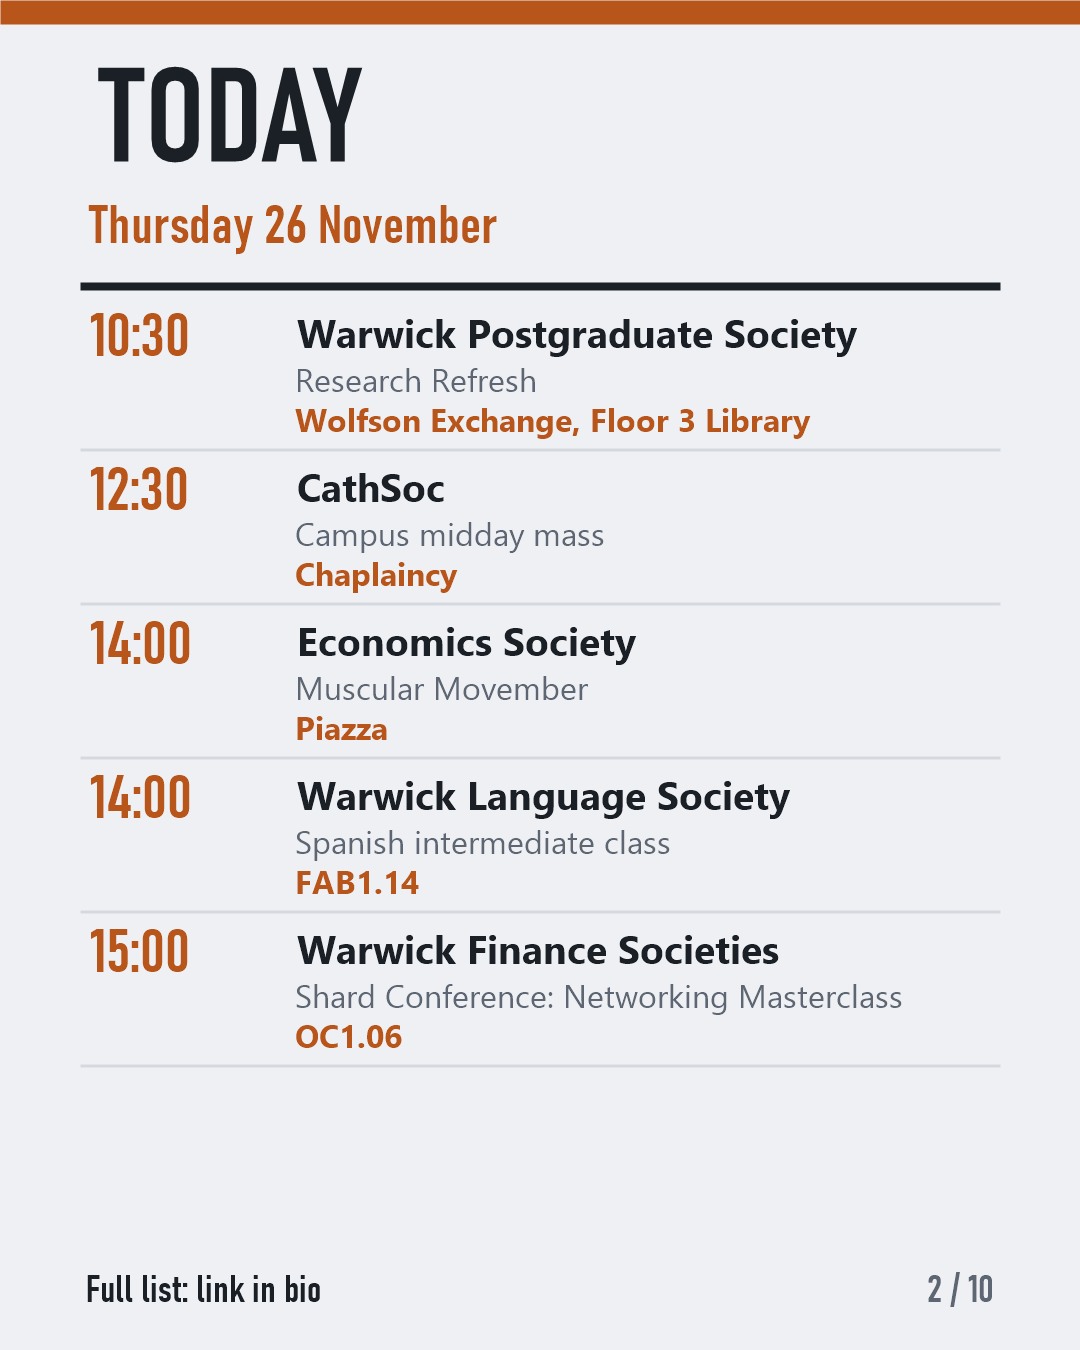 TODAY
Thursday 26 November
10:30
Warwick Postgraduate Society
Research Refresh
Wolfson Exchange, Floor 3 Library
12:30
CathSoc
Campus midday mass
Chaplaincy
14:00
Economics Society
Muscular Movember
Piazza
14:00
Warwick Language Society
Spanish intermediate class
FAB1.14
15:00
Warwick Finance Societies
Shard Conference: Networking Masterclass
OC1.06
Full list: link in bio
2 / 10